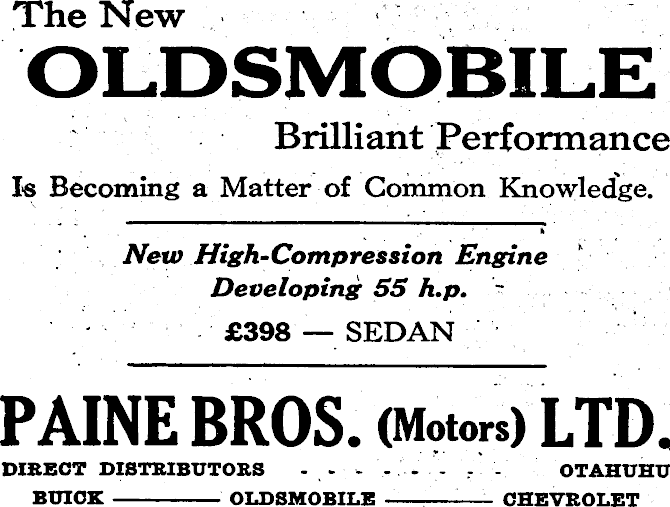 The New
OLDSMOBILE
Brilliant Performance
Is Becoming a Matter of Common Knowledge.
New High-Compression Engine
Developing 55 h.p.
£398 — SEDAN
PAINE BROS. (Motors) LTD.
DIRECT DISTRIBUTORS - - - - - - - OTAHUHU
BUICK ——— OLDSMOBILE ——— CHEVROLET